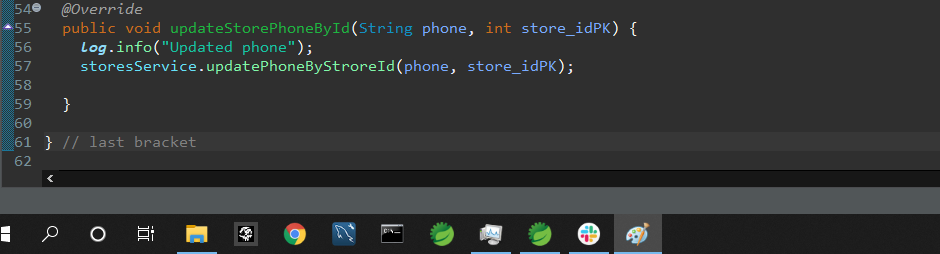 54 @Override
55 public void updateStorePhoneById(String phone, int store_idPK) {
56 log.info("Updated phone");
57 storesService.updatePhoneByStroreId(phone, store_idPK);
58
59 }
60
61 } // last bracket
62